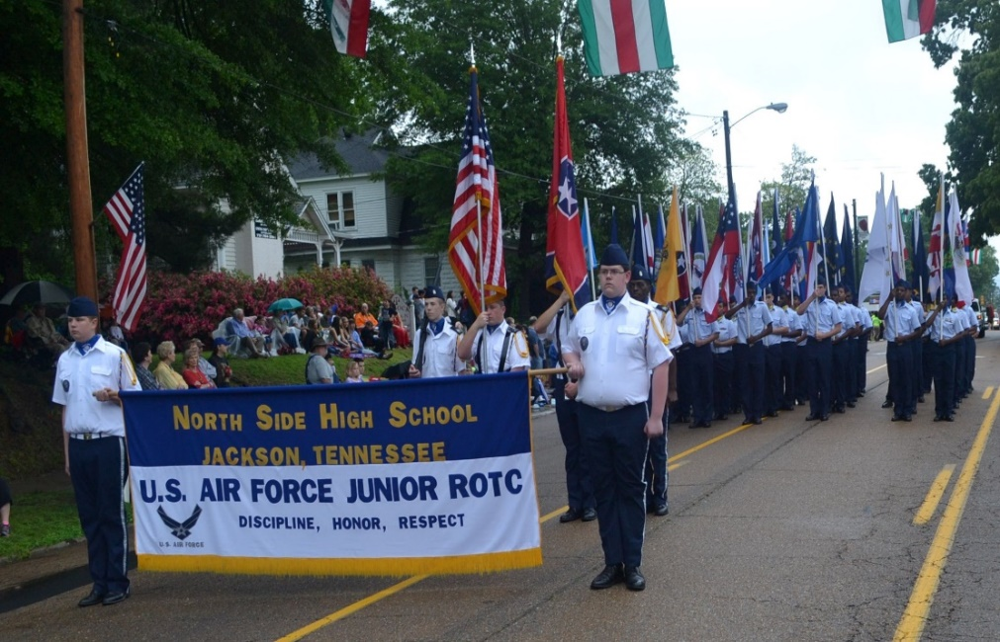 North Side High School
Jackson, Tennessee
U.S. AIR FORCE JUNIOR ROTC
DISCIPLINE, HONOR, RESPECT
U.S. AIR FORCE